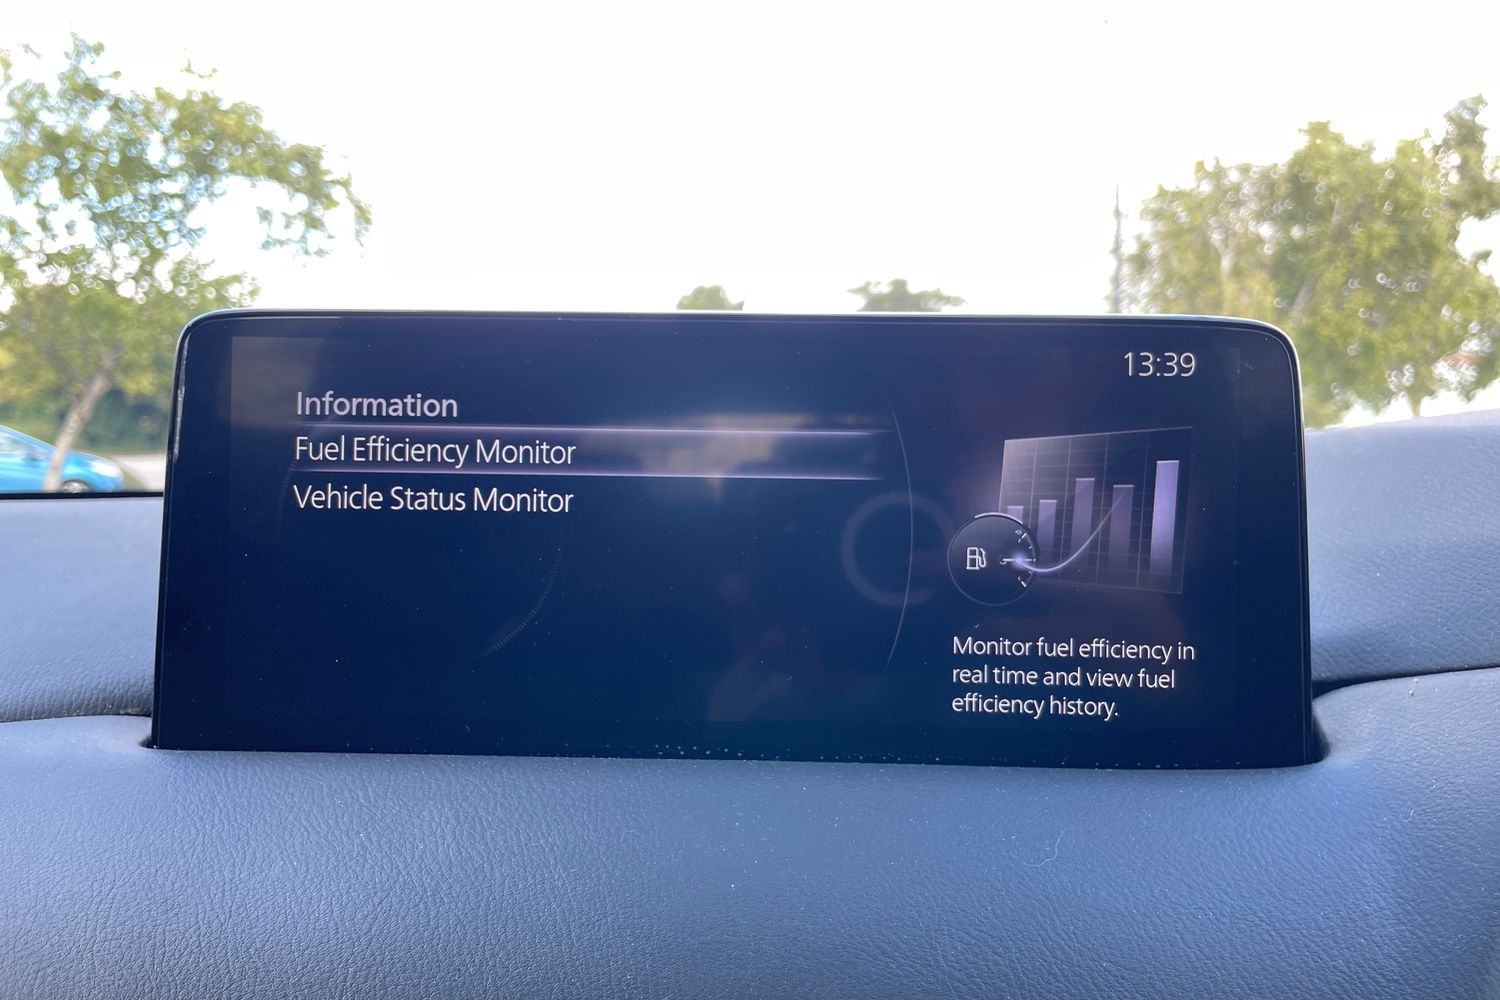 13:39
Information
Fuel Efficiency Monitor
Vehicle Status Monitor
Monitor fuel efficiency in
real time and view fuel
efficiency history.